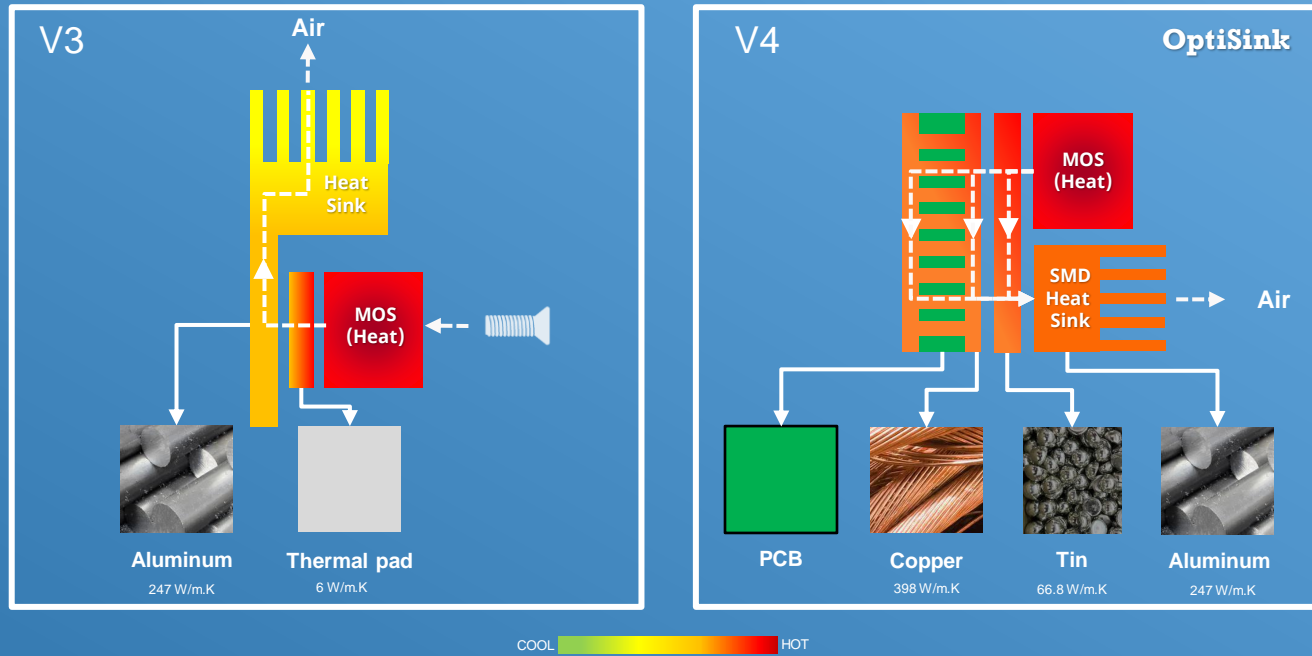 V3
Air
Heat
Sink
MOS
(Heat)
Aluminum
247 W/m.K
Thermal pad
6 W/m.K
V4
OptiSink
MOS
(Heat)
SMD
Heat
Sink
Air
PCB
Copper
398 W/m.K
Tin
66.8 W/m.K
Aluminum
247 W/m.K
COOL
HOT